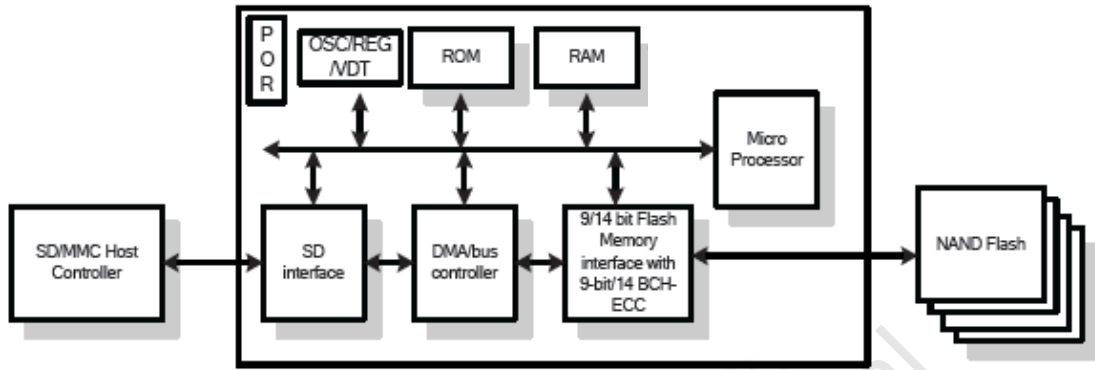 P
O
R
OSC/REG
/VDT
ROM
RAM
Micro
Processor
SD/MMC Host
Controller
SD
interface
DMA/bus
controller
9/14 bit Flash
Memory
interface with
9-bit/14 BCH-
ECC
NAND Flash